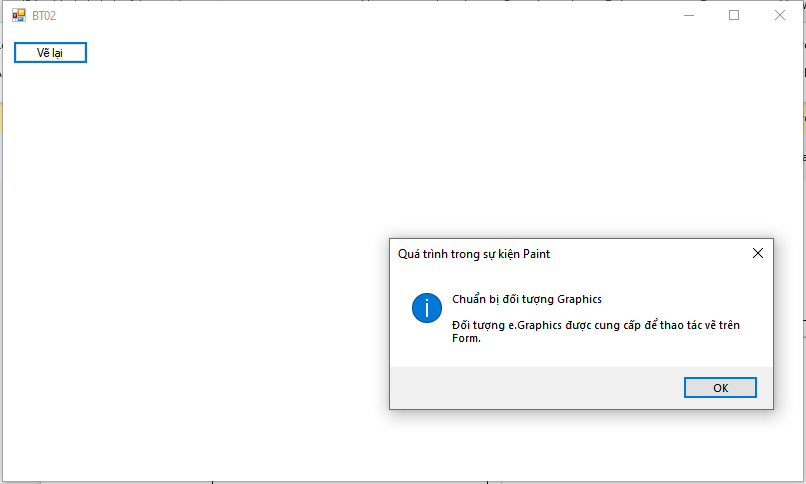 BT02
Vẽ lại
Quá trình trong sự kiện Paint
Chuẩn bị đối tượng Graphics
Đối tượng e.Graphics được cung cấp để thao tác vẽ trên
Form.
OK